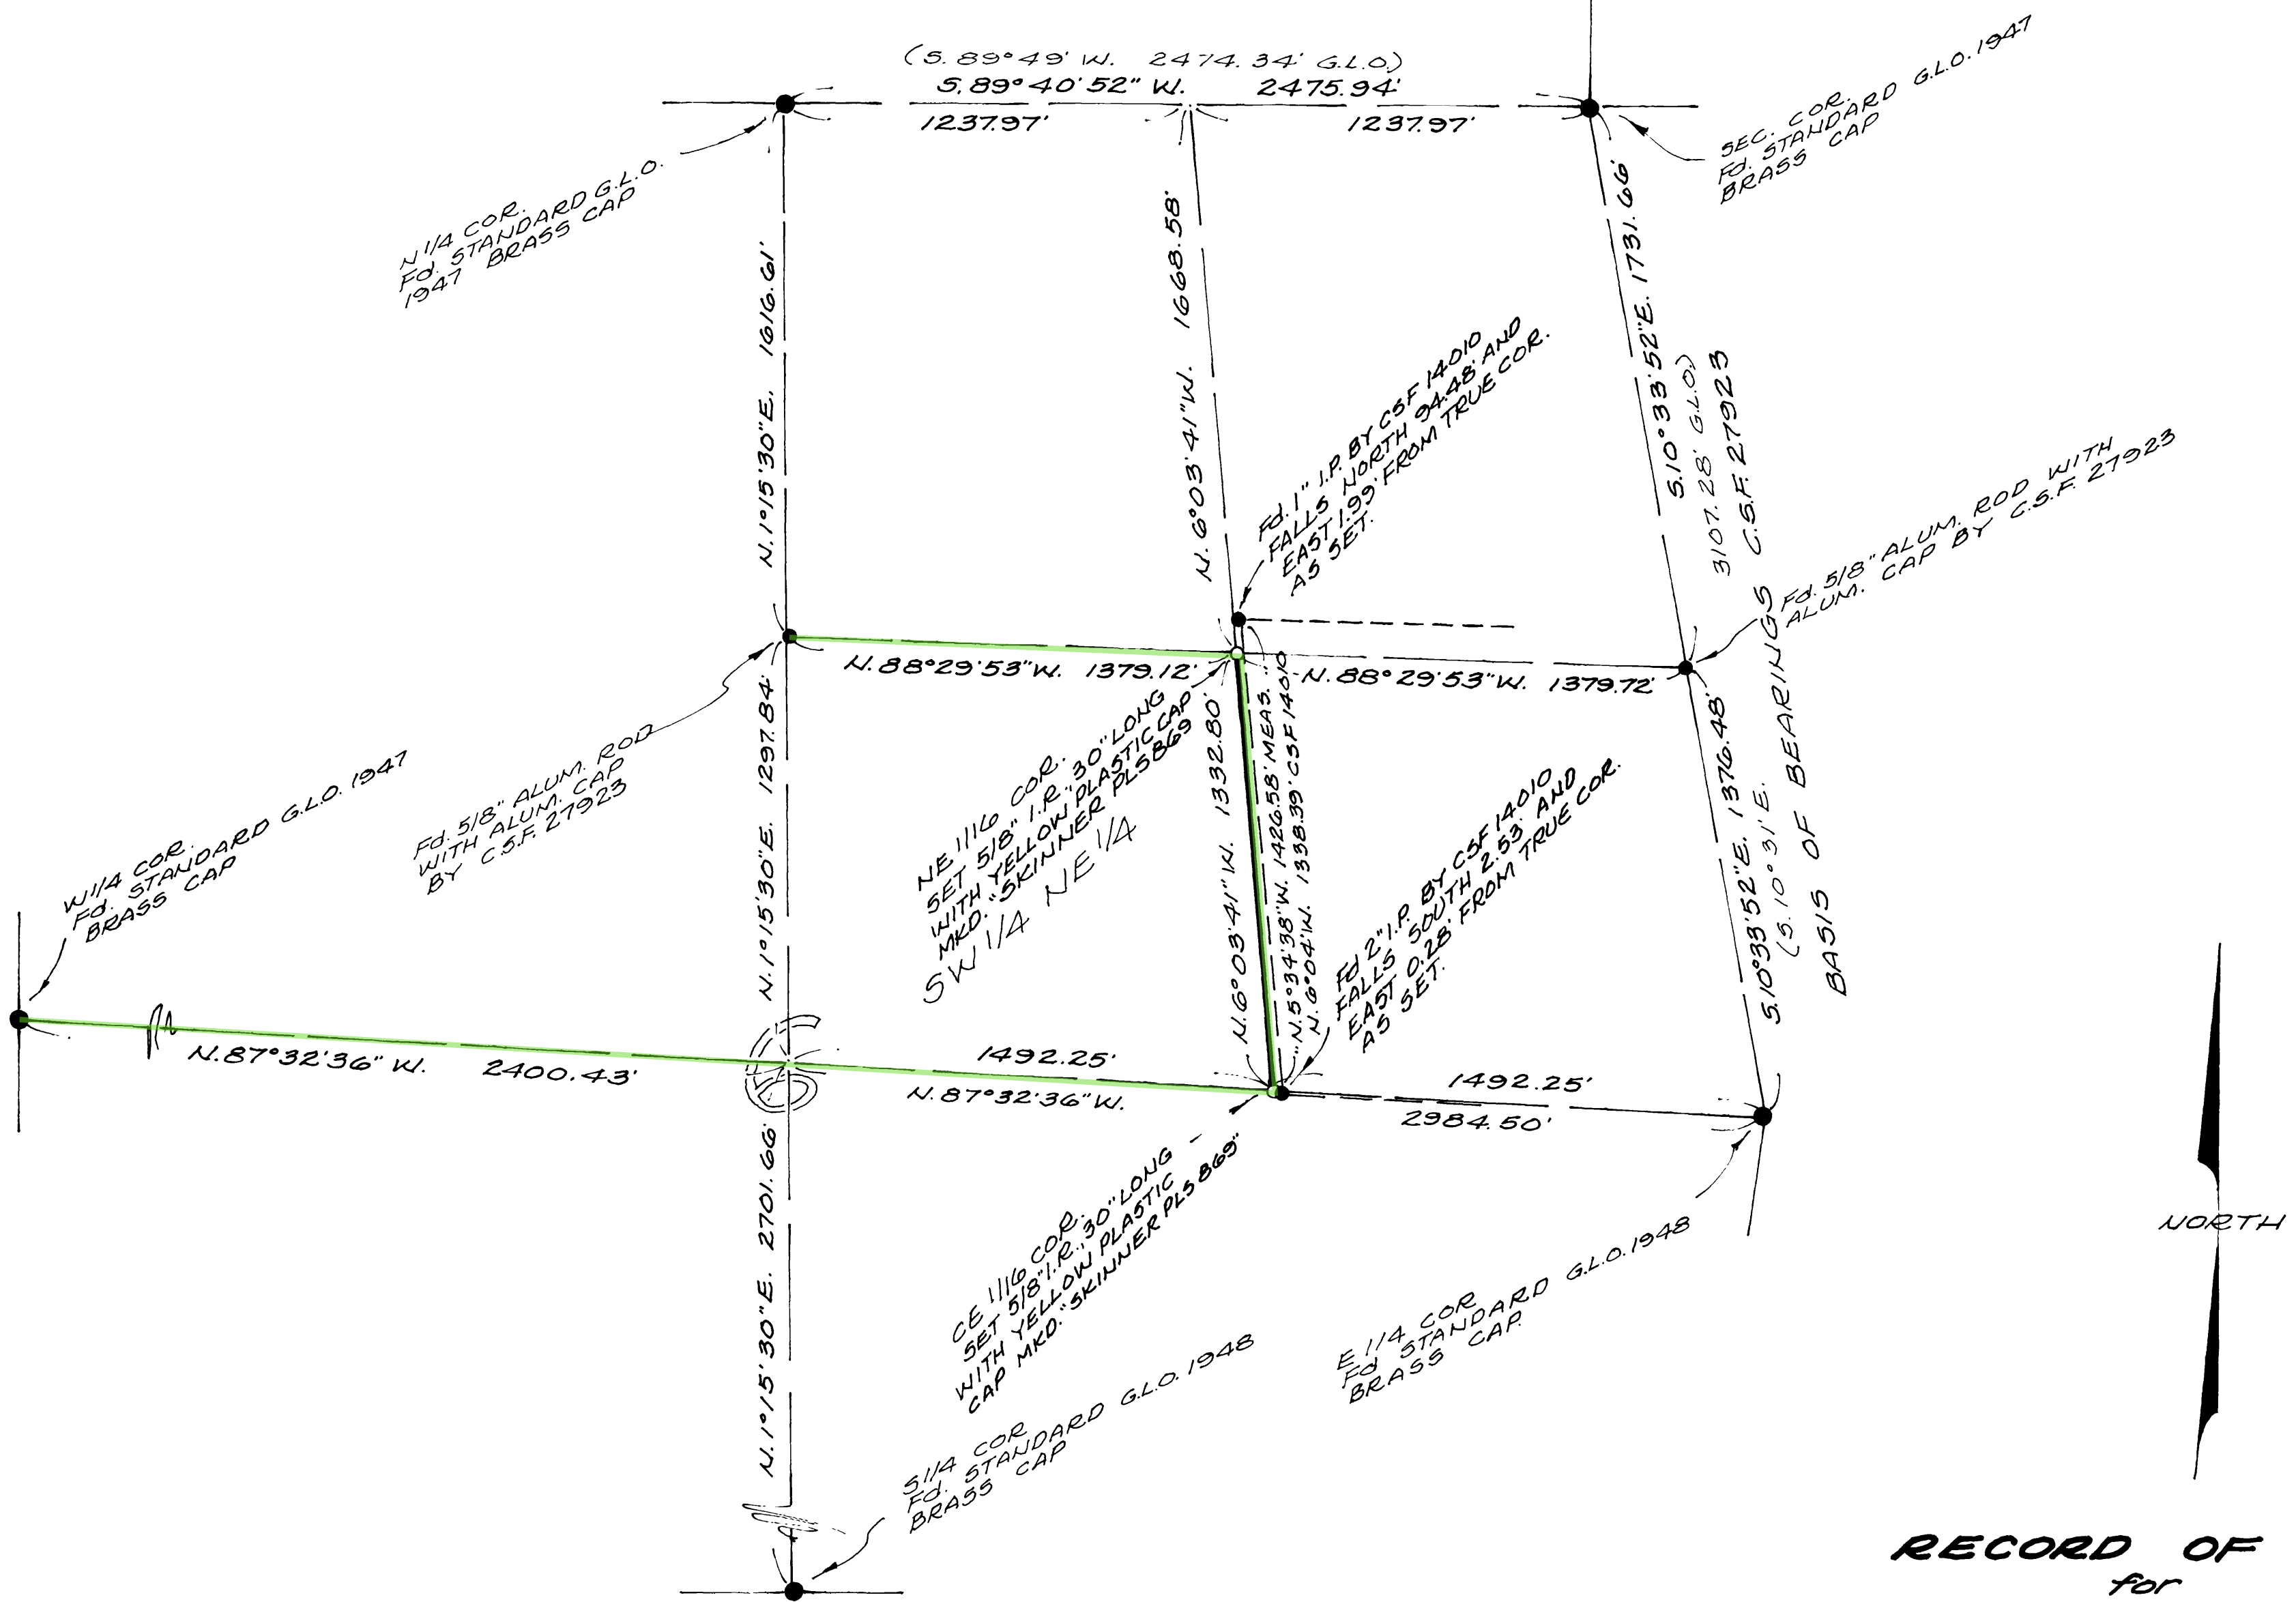 (S. 89°49' W. 2474.34' G.L.O.)
S. 89°40'52" W. 2475.94'
1237.97'
1237.97'
SEC. COR.
Fd. STANDARD G.L.O. 1947
BRASS CAP
N 1/4 COR.
Fd. STANDARD G.L.O.
1947 BRASS CAP
N. 1°15'30"E. 1616.61'
N. 6°03'41"W. 1668.58'
S.10°33'52"E. 1731.66'
S.10°33'52"E.
3107.28' G.L.O.)
C.S.F. 27923
Fd. 1" I.P. BY CSF 14010
FALLS NORTH 94.48' AND
EAST 1.99' FROM TRUE COR.
AS SET.
Fd. 5/8" ALUM. ROD WITH
ALUM. CAP BY C.S.F. 27923
N. 88°29'53"W. 1379.12'
N. 88°29'53"W. 1379.72'
Fd. 5/8" ALUM. ROD
WITH ALUM. CAP
BY C.S.F. 27923
N. 1°15'30"E. 1297.84'
NE 1/16 COR.
SET 5/8" I.R., 30" LONG
WITH YELLOW PLASTIC CAP
MKD. "SKINNER PLS 869
SW 1/4 NE 1/4
N. 6°03'41"W. 1332.80'
"N. 5°34'38"W. 1426.58' MEAS.
N. 6°04'W. 1338.39' CSF 14010
Fd 2" I.P. BY CSF 14010
FALLS SOUTH 2.53' AND
EAST 0.28' FROM TRUE COR.
AS SET.
S.10°33'52"E. 1376.48'
(S. 10°31'E.
BASIS OF BEARINGS
W 1/4 COR.
Fd. STANDARD G.L.O. 1947
BRASS CAP
N. 87°32'36" W. 2400.43'
1492.25'
N. 87°32'36" W.
1492.25'
2984.50'
CE 1/16 COR.
SET 5/8" I.R., 30" LONG
WITH YELLOW PLASTIC
CAP MKD. "SKINNER PLS 869"
E 1/4 COR
Fd STANDARD G.L.O. 1948
BRASS CAP.
N. 1°15'30"E. 2701.66'
S 1/4 COR
Fd. STANDARD G.L.O. 1948
BRASS CAP
NORTH
RECORD OF
for